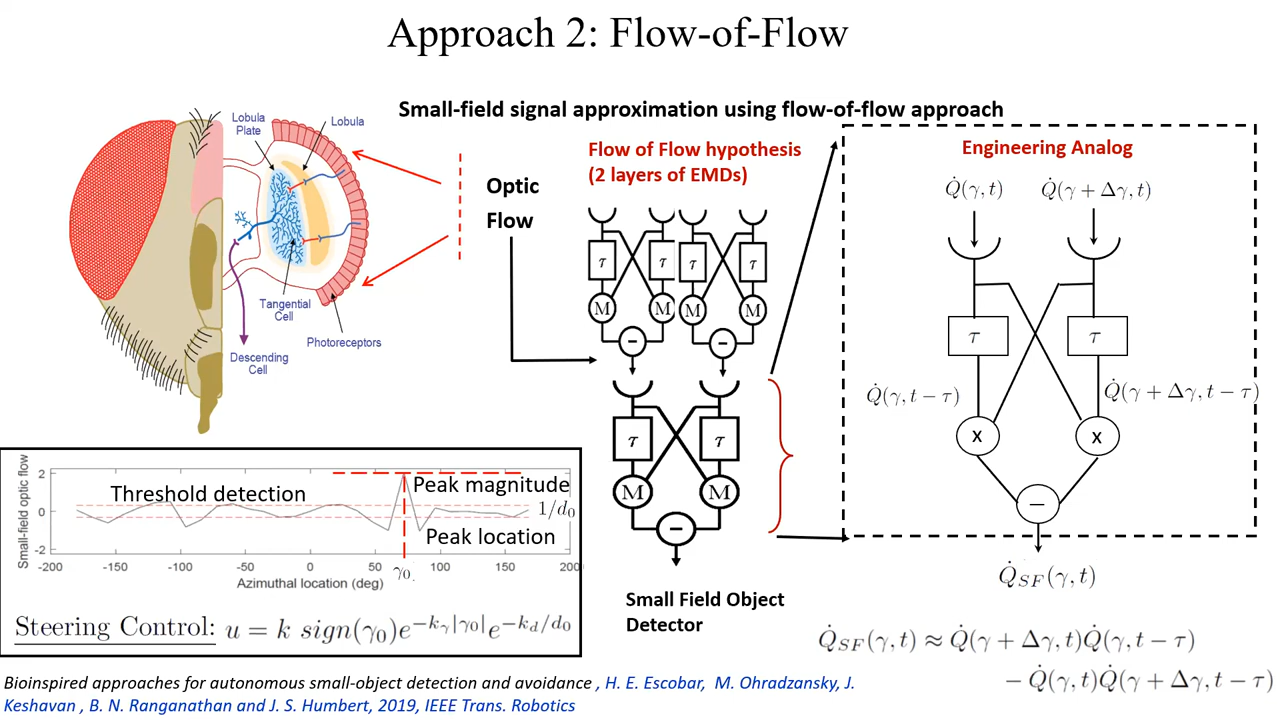 Approach 2: Flow-of-Flow
Small-field signal approximation using flow-of-flow approach
Lobula
Plate
Lobula
Tangential
Cell
Photoreceptors
Descending
Cell
Optic
Flow
Flow of Flow hypothesis
(2 layers of EMDs)
τ τ τ τ
M M M M
− −
τ τ
M M
−
Small Field Object
Detector
Engineering Analog
Q̇(γ, t) Q̇(γ + Δγ, t)
τ τ
Q̇(γ, t − τ) Q̇(γ + Δγ, t − τ)
X X
−
Q̇_SF(γ, t)
Q̇_SF(γ, t) ≈ Q̇(γ + Δγ, t)Q̇(γ, t − τ)
− Q̇(γ, t)Q̇(γ + Δγ, t − τ)
Small-field optic flow
2
0
-2
Threshold detection
Peak magnitude
1/d₀
Peak location
-200 -150 -100 -50 0 50 100 150 200
γ₀
Azimuthal location (deg)
Steering Control: u = k sign(γ₀)e^{−k_γ|γ₀|}e^{−k_d/d₀}
Bioinspired approaches for autonomous small-object detection and avoidance , H. E. Escobar, M. Ohradzansky, J.
Keshavan , B. N. Ranganathan and J. S. Humbert, 2019, IEEE Trans. Robotics